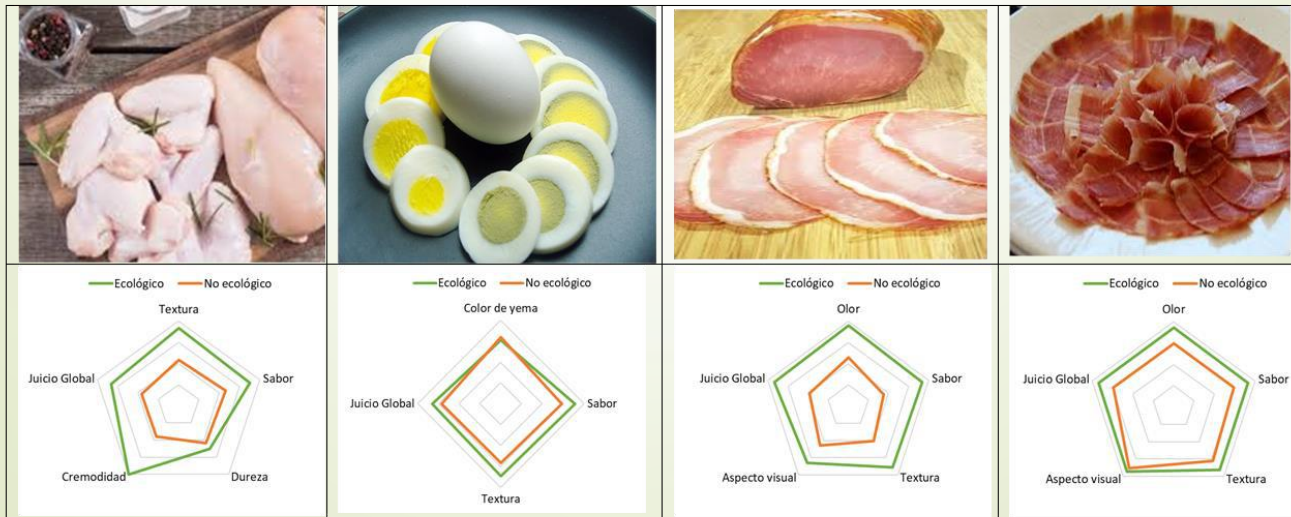 Ecológico No ecológico
Textura
Juicio Global
Sabor
Cremodidad
Dureza
Ecológico No ecológico
Color de yema
Juicio Global
Sabor
Textura
Ecológico No ecológico
Olor
Juicio Global
Sabor
Aspecto visual
Textura
Ecológico No ecológico
Olor
Juicio Global
Sabor
Aspecto visual
Textura